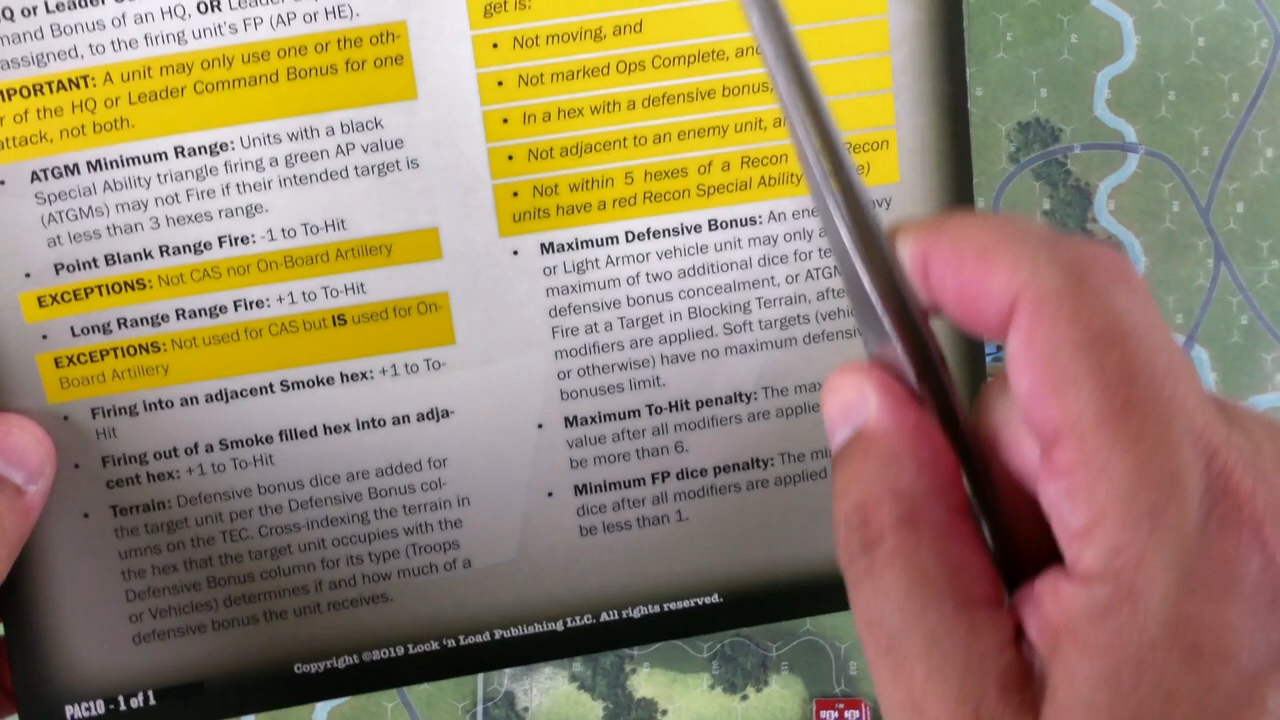 Q or Leader
mand Bonus of an HQ, OR Leader
assigned, to the firing unit's FP (AP or HE).
MPORTANT: A unit may only use one or the oth-
r of the HQ or Leader Command Bonus for one
attack, not both.
ATGM Minimum Range: Units with a black
Special Ability triangle firing a green AP value
(ATGMs) may not Fire if their intended target is
at less than 3 hexes range.
• Point Blank Range Fire: -1 to To-Hit
EXCEPTIONS: Not CAS nor On-Board Artillery
• Long Range Range Fire: +1 to To-Hit
EXCEPTIONS: Not used for CAS but IS used for On-
Board Artillery
• Firing into an adjacent Smoke hex: +1 to To-
Hit
• Firing out of a Smoke filled hex into an adja-
cent hex: +1 to To-Hit
• Terrain: Defensive bonus dice are added for
the target unit per the Defensive Bonus col-
umns on the TEC. Cross-indexing the terrain in
the hex that the target unit occupies with the
Defensive Bonus column for its type (Troops
or Vehicles) determines if and how much of a
defensive bonus the unit receives.
get is:
• Not moving, and
• Not marked Ops Complete, and
• In a hex with a defensive bonus,
• Not adjacent to an enemy unit, a
• Not within 5 hexes of a Recon Recon
units have a red Recon Special Ability e)
• Maximum Defensive Bonus: An ene avy
or Light Armor vehicle unit may only a
maximum of two additional dice for te
defensive bonus concealment, or ATGM
Fire at a Target in Blocking Terrain, afte
modifiers are applied. Soft targets (vehic
or otherwise) have no maximum defensiv
bonuses limit.
• Maximum To-Hit penalty: The max
value after all modifiers are applie
be more than 6.
• Minimum FP dice penalty: The mi
dice after all modifiers are applied
be less than 1.
Copyright ©2019 Lock 'n Load Publishing LLC. All rights reserved.
PAC10 - 1 of 1